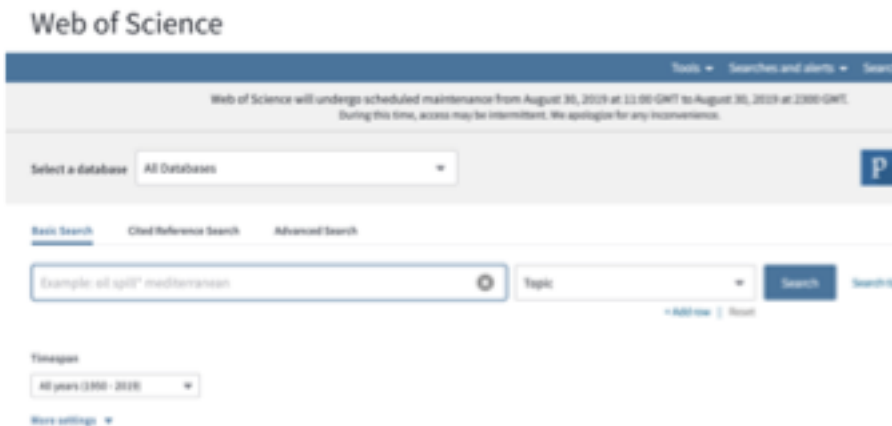 Web of Science
Tools Searches and alerts Sear
Web of Science will undergo scheduled maintenance from August 30, 2019 at 11:00 GMT to August 30, 2019 at 2300 GMT.
During this time, access may be intermittent. We apologize for any inconvenience.
Select a database All Databases
P
Basic Search Cited Reference Search Advanced Search
Example: oil spill* mediterranean Topic Search Search t
+ Add row | Reset
Timespan
All years (1950 - 2019)
More settings